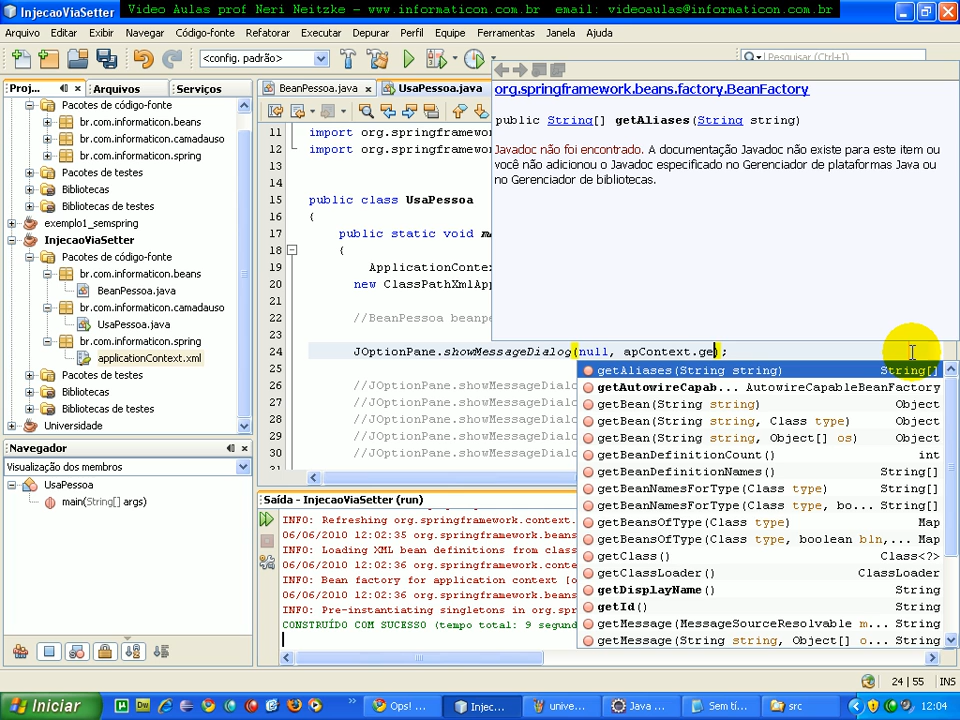 InjecaoViaSetter
Video Aulas prof Neri Neitzke - www.informaticon.com.br email: videoaulas@informaticon.com.br
Arquivo Editar Exibir Navegar Código-fonte Refatorar Executar Depurar Perfil Equipe Ferramentas Janela Ajuda
<config. padrão>
Pesquisar (Ctrl+I)
Proj...
Arquivos
Serviços
Pacotes de código-fonte
br.com.informaticon.beans
br.com.informaticon.camadauso
br.com.informaticon.spring
Pacotes de testes
Bibliotecas
Bibliotecas de testes
exemplo1_semspring
InjecaoViaSetter
Pacotes de código-fonte
br.com.informaticon.beans
BeanPessoa.java
br.com.informaticon.camadauso
UsaPessoa.java
br.com.informaticon.spring
applicationContext.xml
Pacotes de testes
Bibliotecas
Bibliotecas de testes
Universidade
Navegador
Visualização dos membros
UsaPessoa
main(String[] args)
BeanPessoa.java
UsaPessoa.java
11 import org.springframew
12 import org.springframew
13
14
15 public class UsaPessoa
16 {
17 public static void ma
18 {
19 ApplicationContex
20 new ClassPathXmlApp
21
22 //BeanPessoa beanpe
23
24 JOptionPane.showMessageDialog(null, apContext.ge);
25
26 //JOptionPane.showMessageDialo
27 //JOptionPane.showMessageDialo
28 //JOptionPane.showMessageDialo
29 //JOptionPane.showMessageDialo
30 //JOptionPane.showMessageDialo
31
org.springframework.beans.factory.BeanFactory
public String[] getAliases(String string)
Javadoc não foi encontrado. A documentação Javadoc não existe para este item ou
você não adicionou o Javadoc especificado no Gerenciador de plataformas Java ou
no Gerenciador de bibliotecas.
getAliases(String string) String[]
getAutowireCapab... AutowireCapableBeanFactory
getBean(String string) Object
getBean(String string, Class type) Object
getBean(String string, Object[] os) Object
getBeanDefinitionCount() int
getBeanDefinitionNames() String[]
getBeanNamesForType(Class type) String[]
getBeanNamesForType(Class type, bo... String[]
getBeansOfType(Class type) Map
getBeansOfType(Class type, boolean bln,... Map
getClass() Class<?>
getClassLoader() ClassLoader
getDisplayName() String
getId() String
getMessage(MessageSourceResolvable m... String
getMessage(String string, Object[] o... String
Saída - InjecaoViaSetter (run)
INFO: Refreshing org.springframework.context.
06/06/2010 12:02:35 org.springframework.beans
INFO: Loading XML bean definitions from class
06/06/2010 12:02:36 org.springframework.conte
INFO: Bean factory for application context [o
06/06/2010 12:02:36 org.springframework.beans
INFO: Pre-instantiating singletons in org.sp
CONSTRUÍDO COM SUCESSO (tempo total: 9 segund
24 | 55 INS
Iniciar
Ops! ...
Injec...
unive...
Java ...
Sem tí...
src
12:04